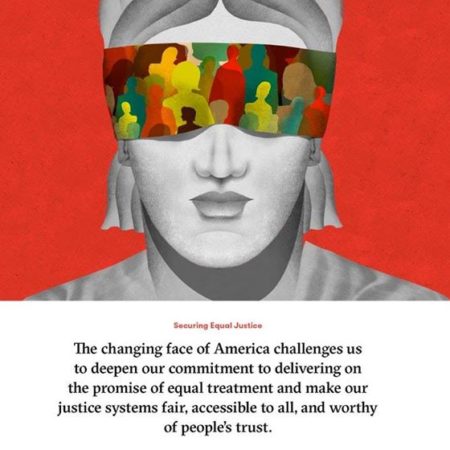 Securing Equal Justice
The changing face of America challenges us
to deepen our commitment to delivering on
the promise of equal treatment and make our
justice systems fair, accessible to all, and worthy
of people's trust.